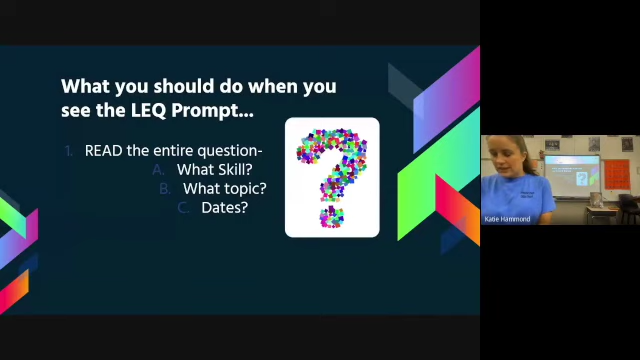 What you should do when you
see the LEQ Prompt...
1. READ the entire question-
A. What Skill?
B. What topic?
C. Dates?
Katie Hammond